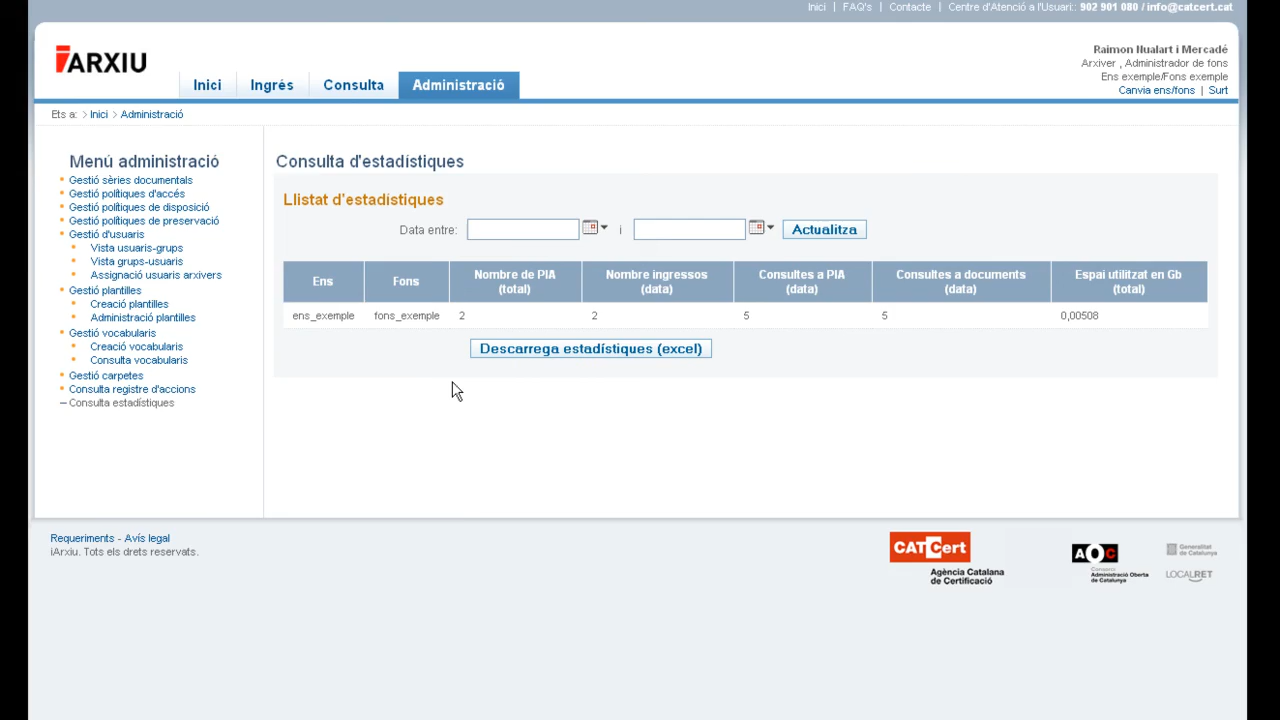 Inici | FAQ's | Contacte | Centre d'Atenció a l'Usuari:: 902 901 080 / info@catcert.cat
iARXIU
Inici Ingrés Consulta Administració
Raimon Nualart i Mercadé
Arxiver , Administrador de fons
Ens exemple/Fons exemple
Canvia ens/fons | Surt
Ets a: > Inici > Administració
Menú administració
Gestió sèries documentals
Gestió polítiques d'accés
Gestió polítiques de disposició
Gestió polítiques de preservació
Gestió d'usuaris
Vista usuaris-grups
Vista grups-usuaris
Assignació usuaris arxivers
Gestió plantilles
Creació plantilles
Administració plantilles
Gestió vocabularis
Creació vocabularis
Consulta vocabularis
Gestió carpetes
Consulta registre d'accions
Consulta estadístiques
Consulta d'estadístiques
Llistat d'estadístiques
Data entre: i Actualitza
Ens Fons Nombre de PIA (total) Nombre ingressos (data) Consultes a PIA (data) Consultes a documents (data) Espai utilitzat en Gb (total)
ens_exemple fons_exemple 2 2 5 5 0,00508
Descarrega estadístiques (excel)
Requeriments - Avís legal
iArxiu. Tots els drets reservats.
CATCert
Agència Catalana
de Certificació
AOC
Consorci
Administració Oberta
de Catalunya
Generalitat
de Catalunya
LOCALRET